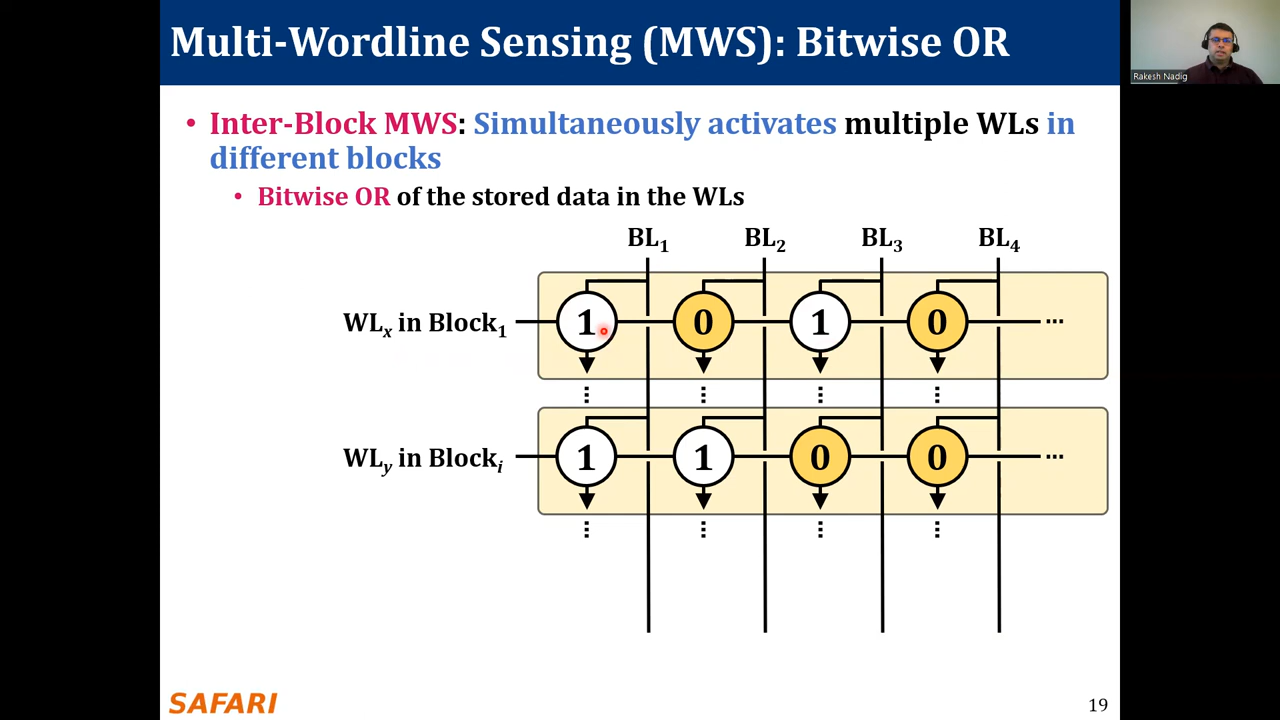 Multi-Wordline Sensing (MWS): Bitwise OR
Rakesh Nadig
• Inter-Block MWS: Simultaneously activates multiple WLs in
different blocks
• Bitwise OR of the stored data in the WLs
BL1 BL2 BL3 BL4
WLx in Block1 1 0 1 0 ...
WLy in Blocki 1 1 0 0 ...
SAFARI
19